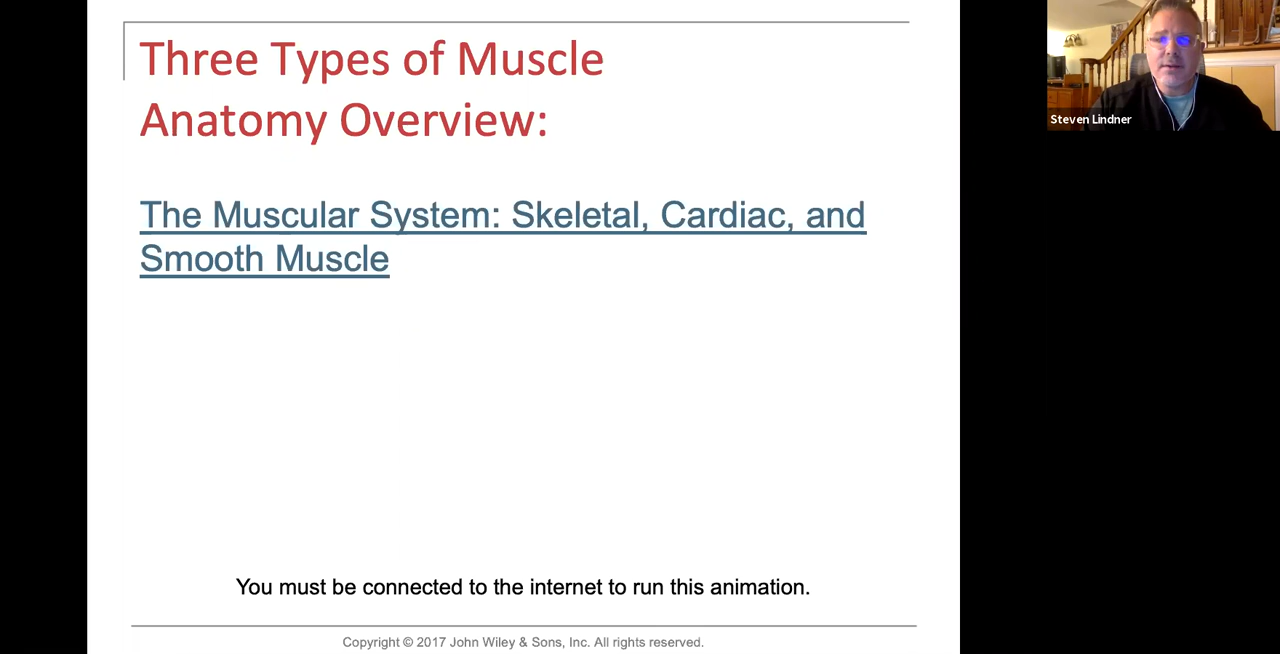 Three Types of Muscle
Anatomy Overview:
The Muscular System: Skeletal, Cardiac, and
Smooth Muscle
You must be connected to the internet to run this animation.
Copyright © 2017 John Wiley & Sons, Inc. All rights reserved.
Steven Lindner